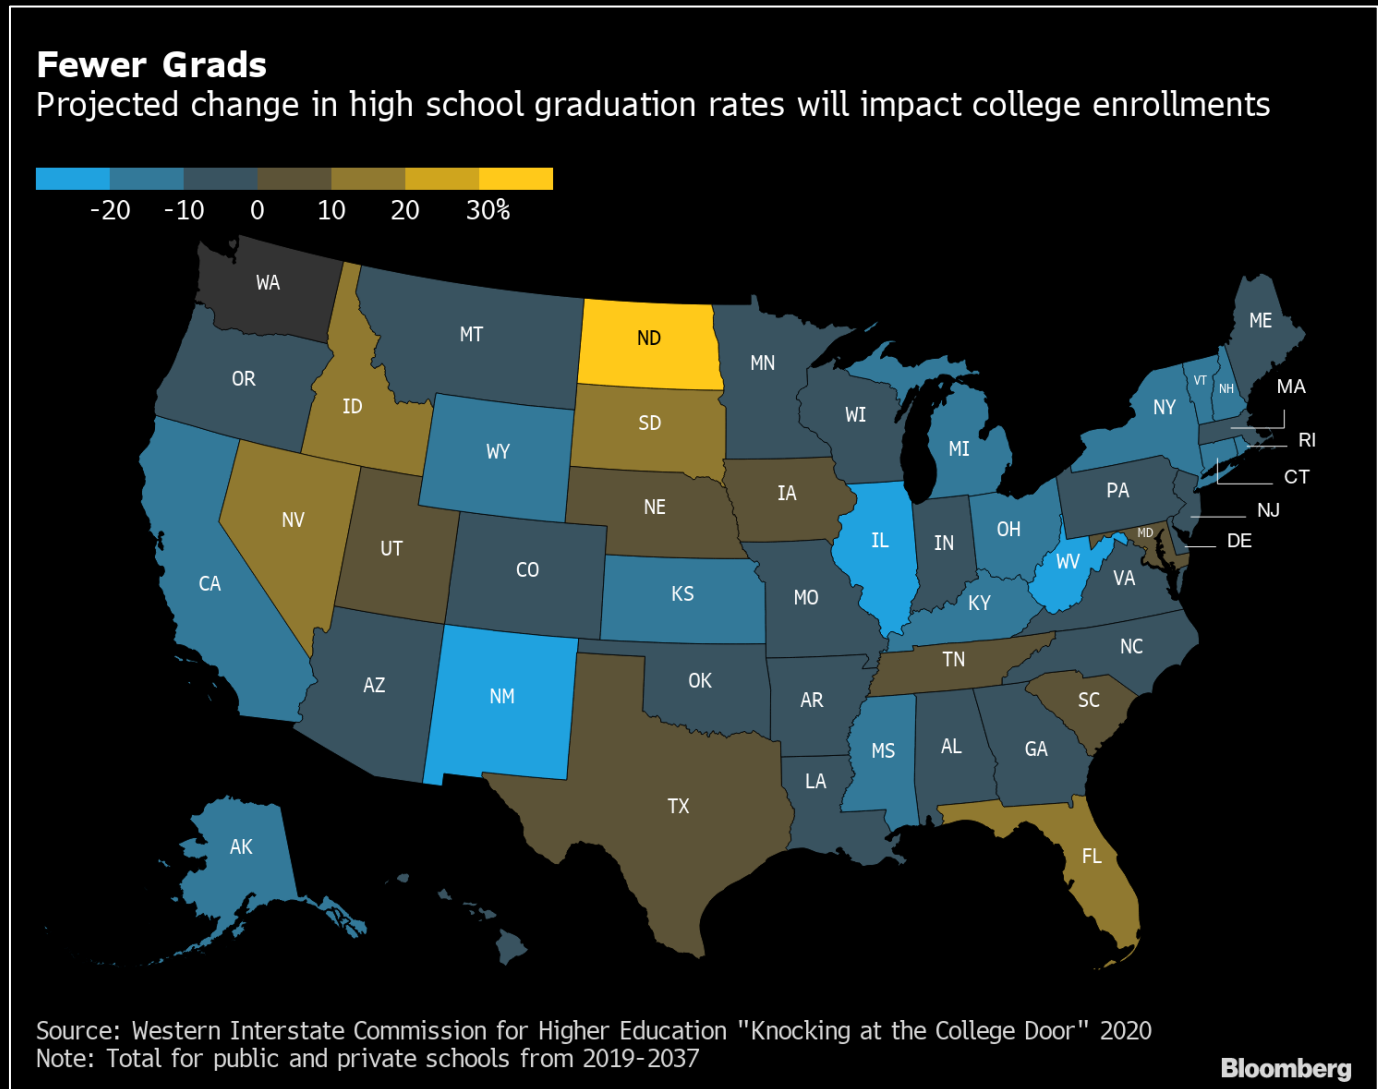 Fewer Grads
Projected change in high school graduation rates will impact college enrollments
-20 -10 0 10 20 30%
WA
MT
ND
ME
MN
OR
VT
NH
MA
ID
SD
WI
NY
RI
WY
MI
CT
IA
PA
NE
NJ
NV
OH
MD
UT
IL
IN
DE
WV
CO
CA
VA
KS
MO
KY
NC
TN
AZ
OK
NM
AR
SC
MS
AL
GA
LA
TX
AK
FL
Source: Western Interstate Commission for Higher Education "Knocking at the College Door" 2020
Note: Total for public and private schools from 2019-2037
Bloomberg